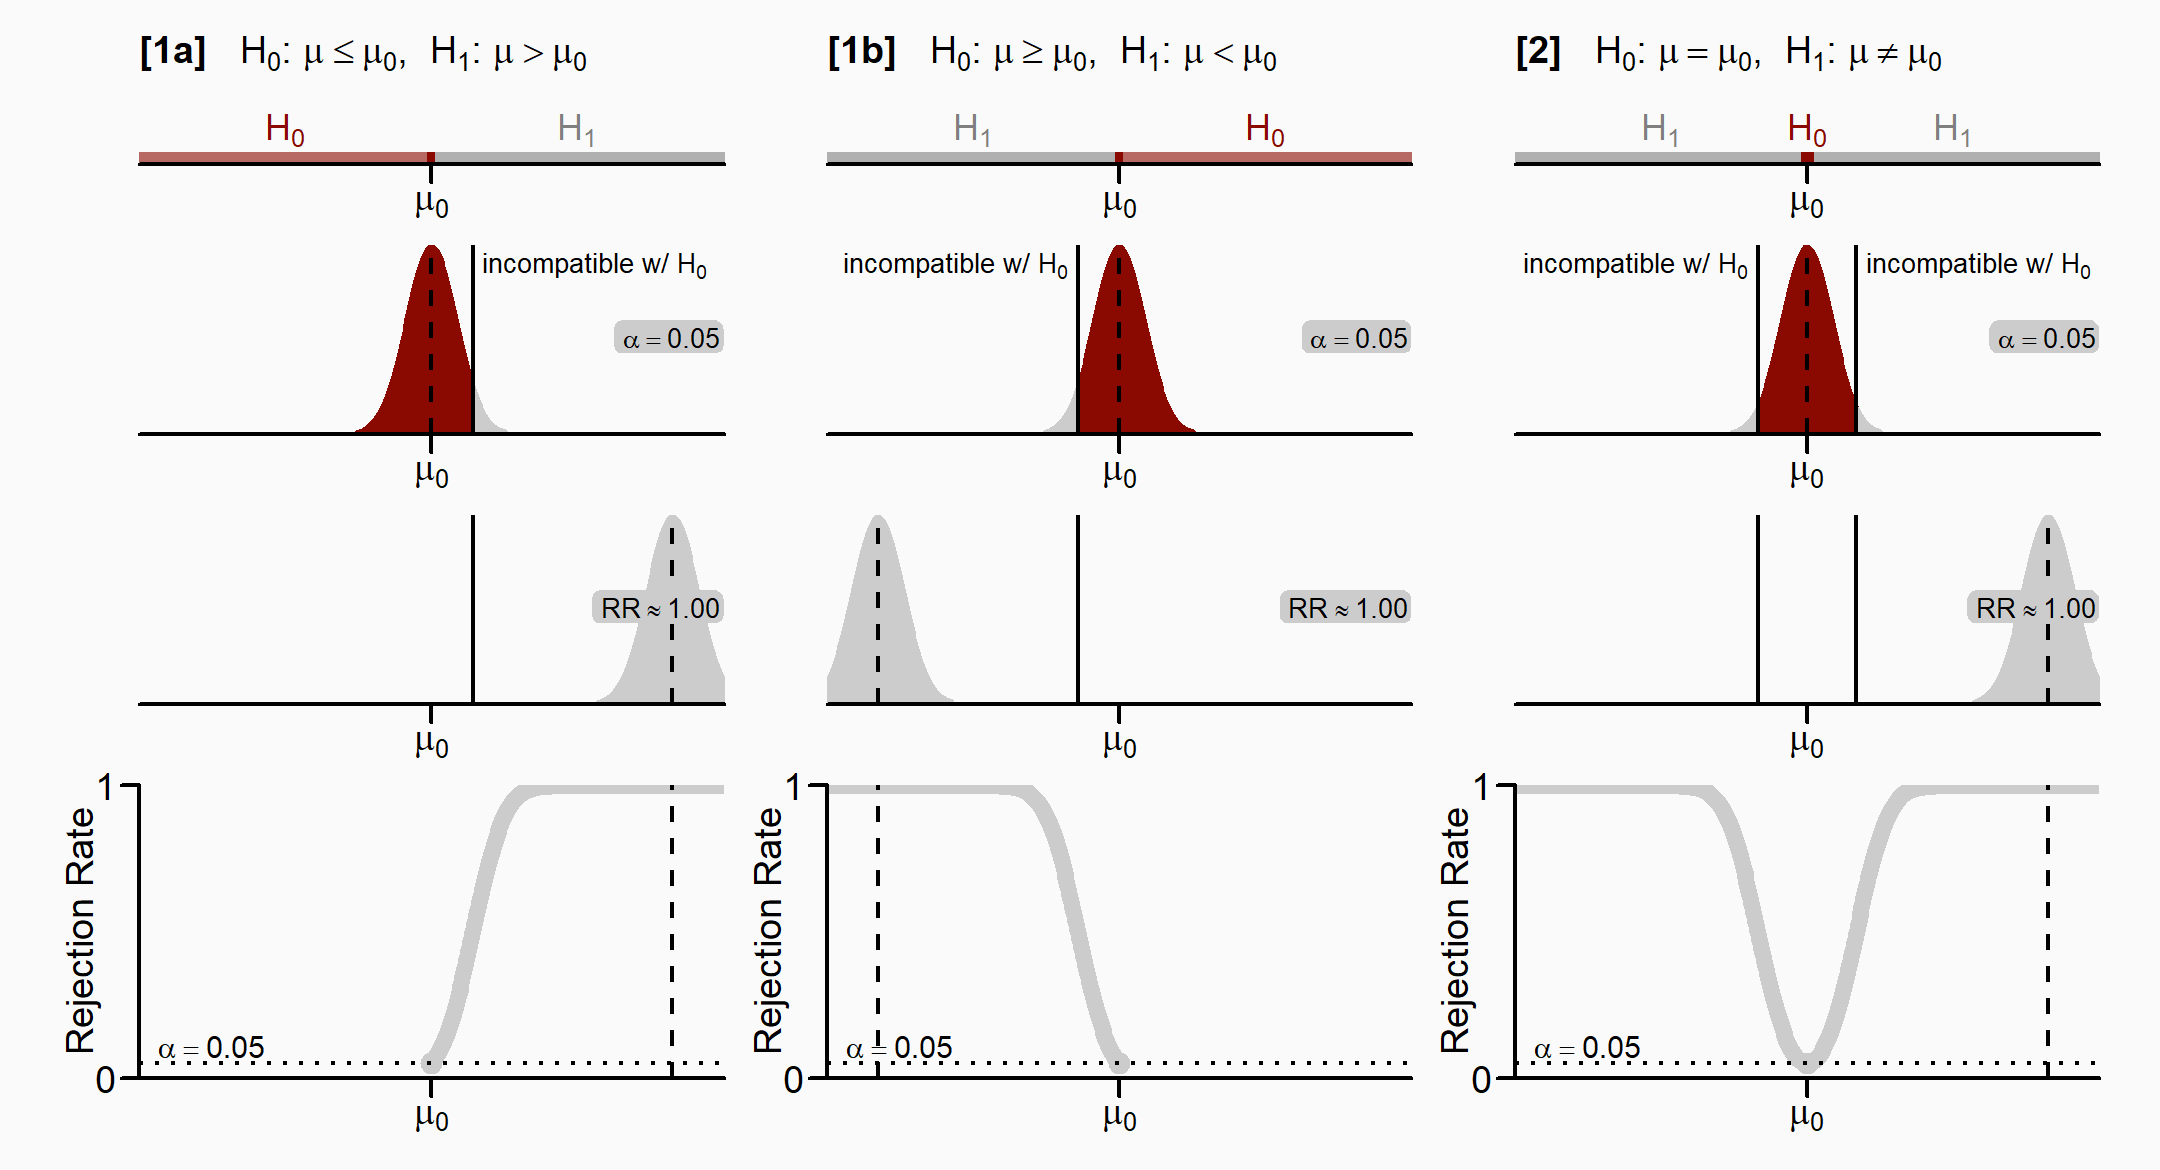 [1a] H₀: μ ≤ μ₀, H₁: μ > μ₀
H₀ H₁
μ₀
incompatible w/ H₀
α = 0.05
μ₀
RR ≈ 1.00
μ₀
Rejection Rate
1
α = 0.05
0
μ₀
[1b] H₀: μ ≥ μ₀, H₁: μ < μ₀
H₁ H₀
μ₀
incompatible w/ H₀
α = 0.05
μ₀
RR ≈ 1.00
μ₀
Rejection Rate
1
α = 0.05
0
μ₀
[2] H₀: μ = μ₀, H₁: μ ≠ μ₀
H₁ H₀ H₁
μ₀
incompatible w/ H₀ incompatible w/ H₀
α = 0.05
μ₀
RR ≈ 1.00
μ₀
Rejection Rate
1
α = 0.05
0
μ₀